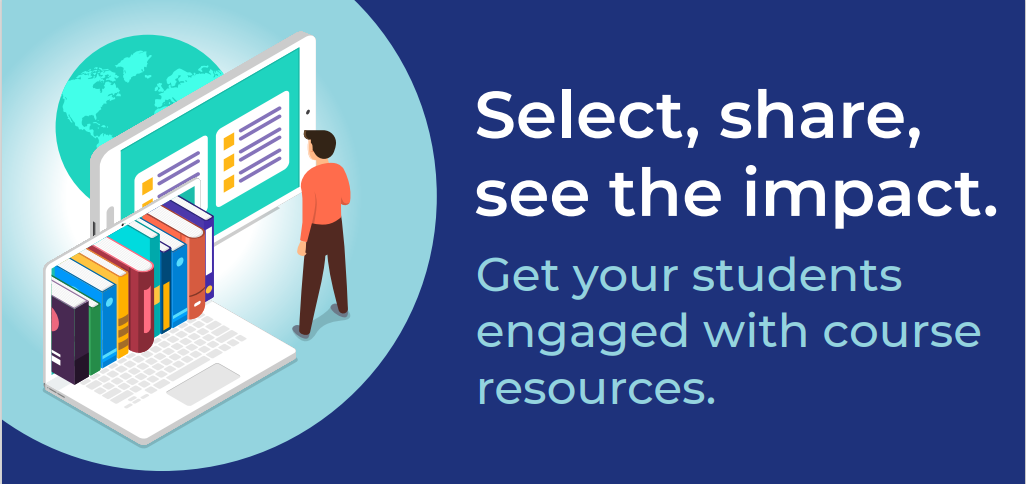 Select, share,
see the impact.
Get your students
engaged with course
resources.